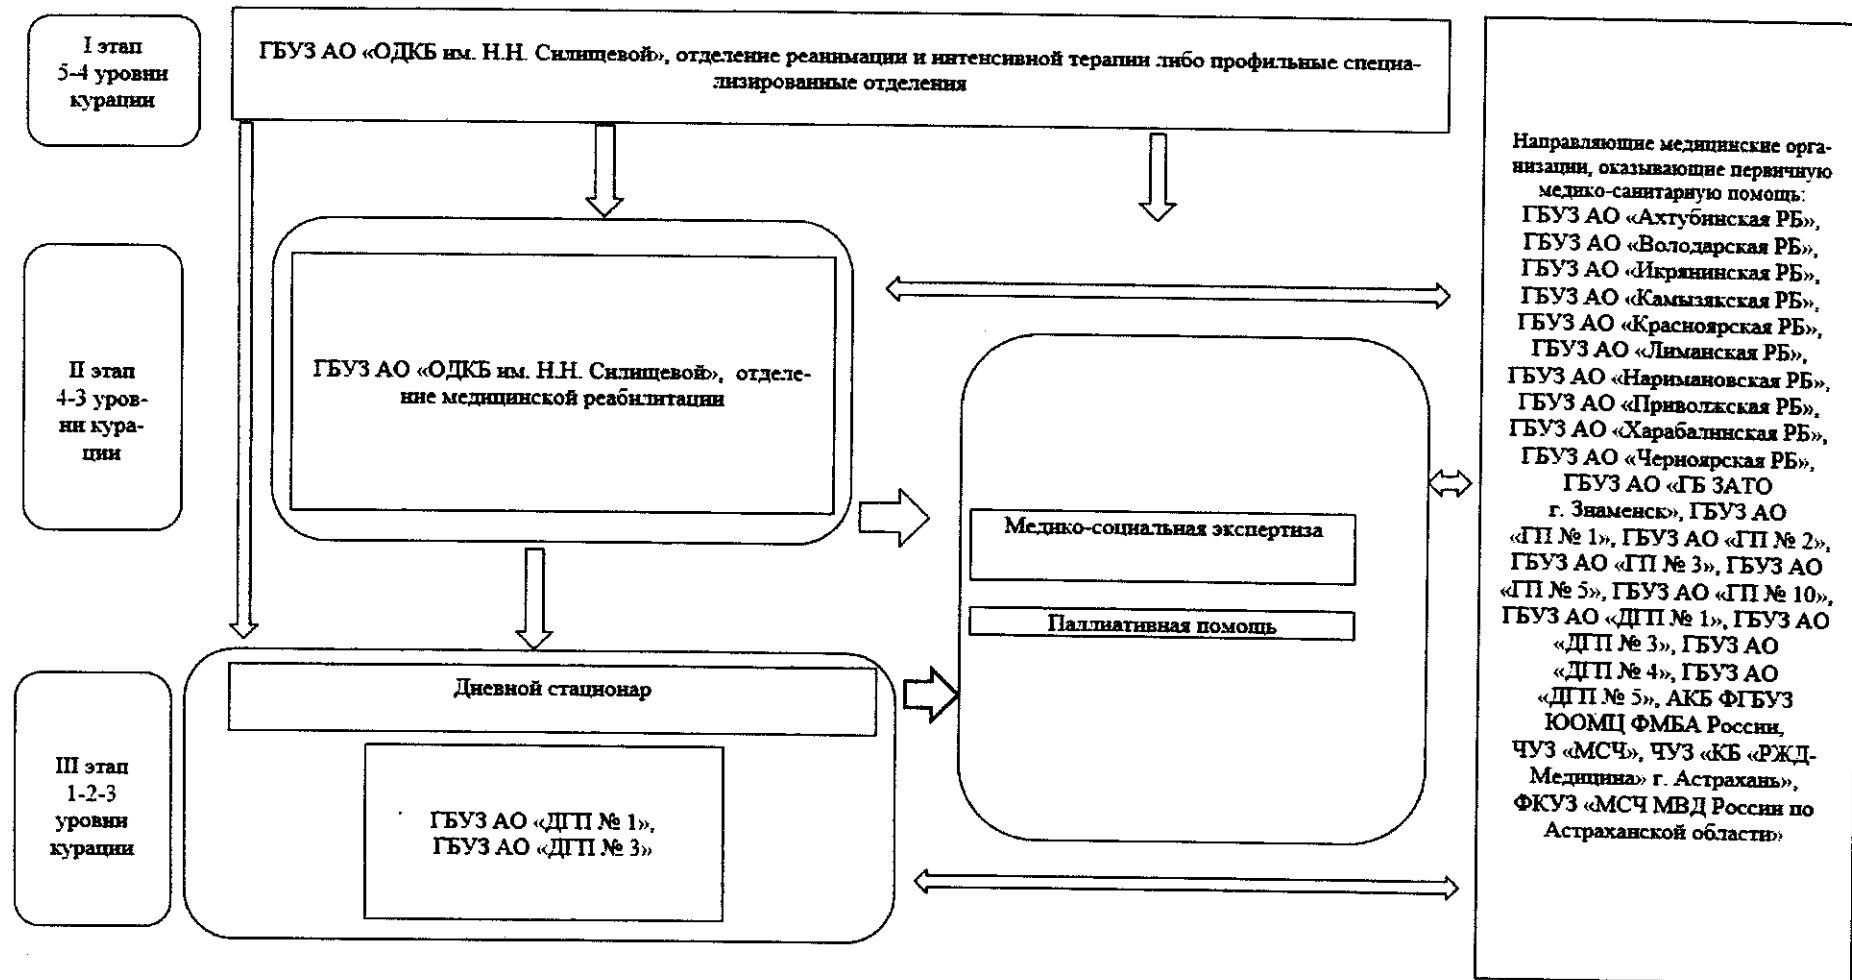 I этап
5-4 уровни
курации
ГБУЗ АО «ОДКБ им. Н.Н. Силищевой», отделение реанимации и интенсивной терапии либо профильные специа-
лизированные отделения
II этап
4-3 уров-
ни кура-
ции
ГБУЗ АО «ОДКБ им. Н.Н. Силищевой», отделе-
ние медицинской реабилитации
Медико-социальная экспертиза
Паллиативная помощь
III этап
1-2-3
уровни
курации
Дневной стационар
ГБУЗ АО «ДГП № 1»,
ГБУЗ АО «ДГП № 3»
Направляющие медицинские орга-
низации, оказывающие первичную
медико-санитарную помощь:
ГБУЗ АО «Ахтубинская РБ»,
ГБУЗ АО «Володарская РБ»,
ГБУЗ АО «Икрянинская РБ»,
ГБУЗ АО «Камызякская РБ»,
ГБУЗ АО «Красноярская РБ»,
ГБУЗ АО «Лиманская РБ»,
ГБУЗ АО «Наримановская РБ»,
ГБУЗ АО «Приволжская РБ»,
ГБУЗ АО «Харабалинская РБ»,
ГБУЗ АО «Черноярская РБ»,
ГБУЗ АО «ГБ ЗАТО
г. Знаменск», ГБУЗ АО
«ГП № 1», ГБУЗ АО «ГП № 2»,
ГБУЗ АО «ГП № 3», ГБУЗ АО
«ГП № 5», ГБУЗ АО «ГП № 10»,
ГБУЗ АО «ДГП № 1», ГБУЗ АО
«ДГП № 3», ГБУЗ АО
«ДГП № 4», ГБУЗ АО
«ДГП № 5», АКБ ФГБУЗ
ЮОМЦ ФМБА России,
ЧУЗ «МСЧ», ЧУЗ «КБ «РЖД-
Медицина» г. Астрахань»,
ФКУЗ «МСЧ МВД России по
Астраханской области»